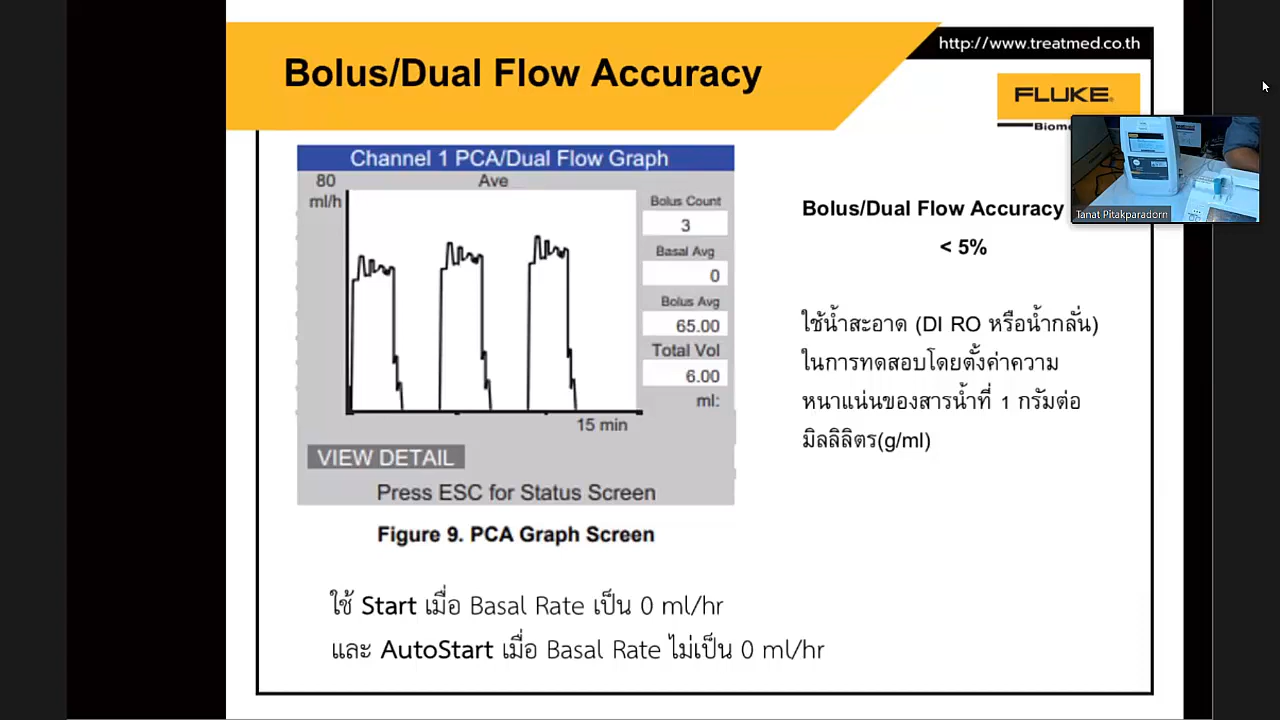 Bolus/Dual Flow Accuracy
http://www.treatmed.co.th
FLUKE®
Biome
Tanat Pitakparadorn
Channel 1 PCA/Dual Flow Graph
80
ml/h
Ave
Bolus Count
3
Basal Avg
0
Bolus Avg
65.00
Total Vol
6.00
ml:
15 min
VIEW DETAIL
Press ESC for Status Screen
Figure 9. PCA Graph Screen
Bolus/Dual Flow Accuracy
< 5%
ใช้น้ำสะอาด (DI RO หรือน้ำกลั่น)
ในการทดสอบโดยตั้งค่าความ
หนาแน่นของสารน้ำที่ 1 กรัมต่อ
มิลลิลิตร(g/ml)
ใช้ Start เมื่อ Basal Rate เป็น 0 ml/hr
และ AutoStart เมื่อ Basal Rate ไม่เป็น 0 ml/hr